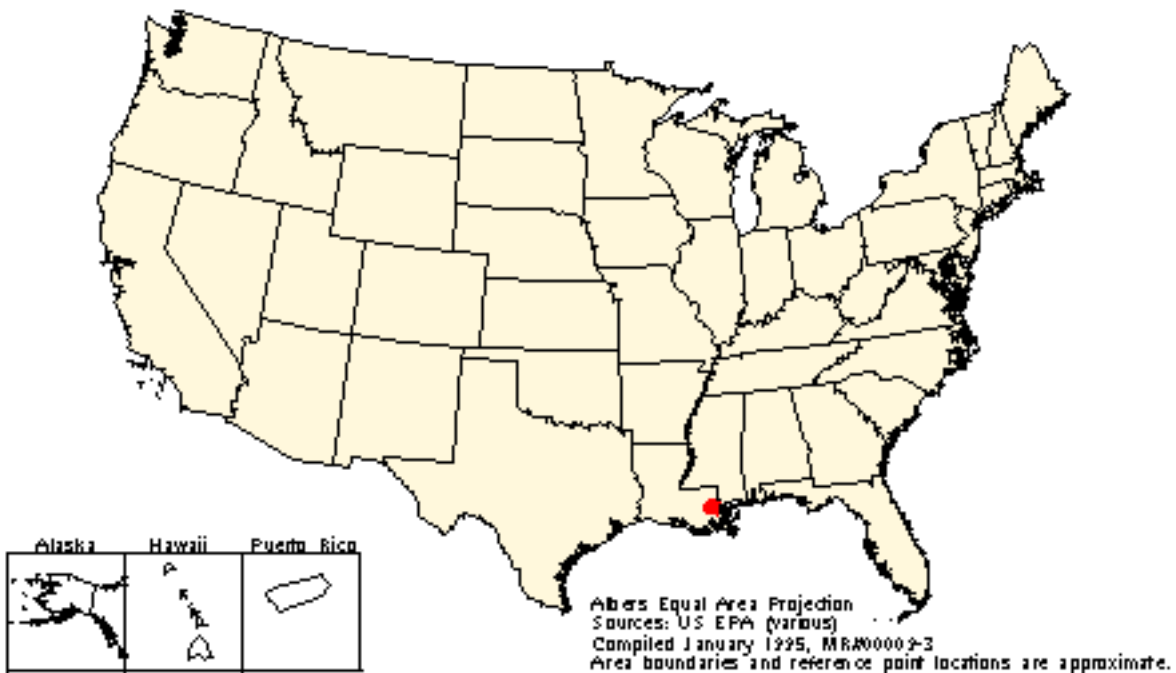 Alaska Hawaii Puerto Rico
Albers Equal Area Projection
Sources: US EPA (various)
Compiled January 1995, MR#00009-3
Area boundaries and reference point locations are approximate.